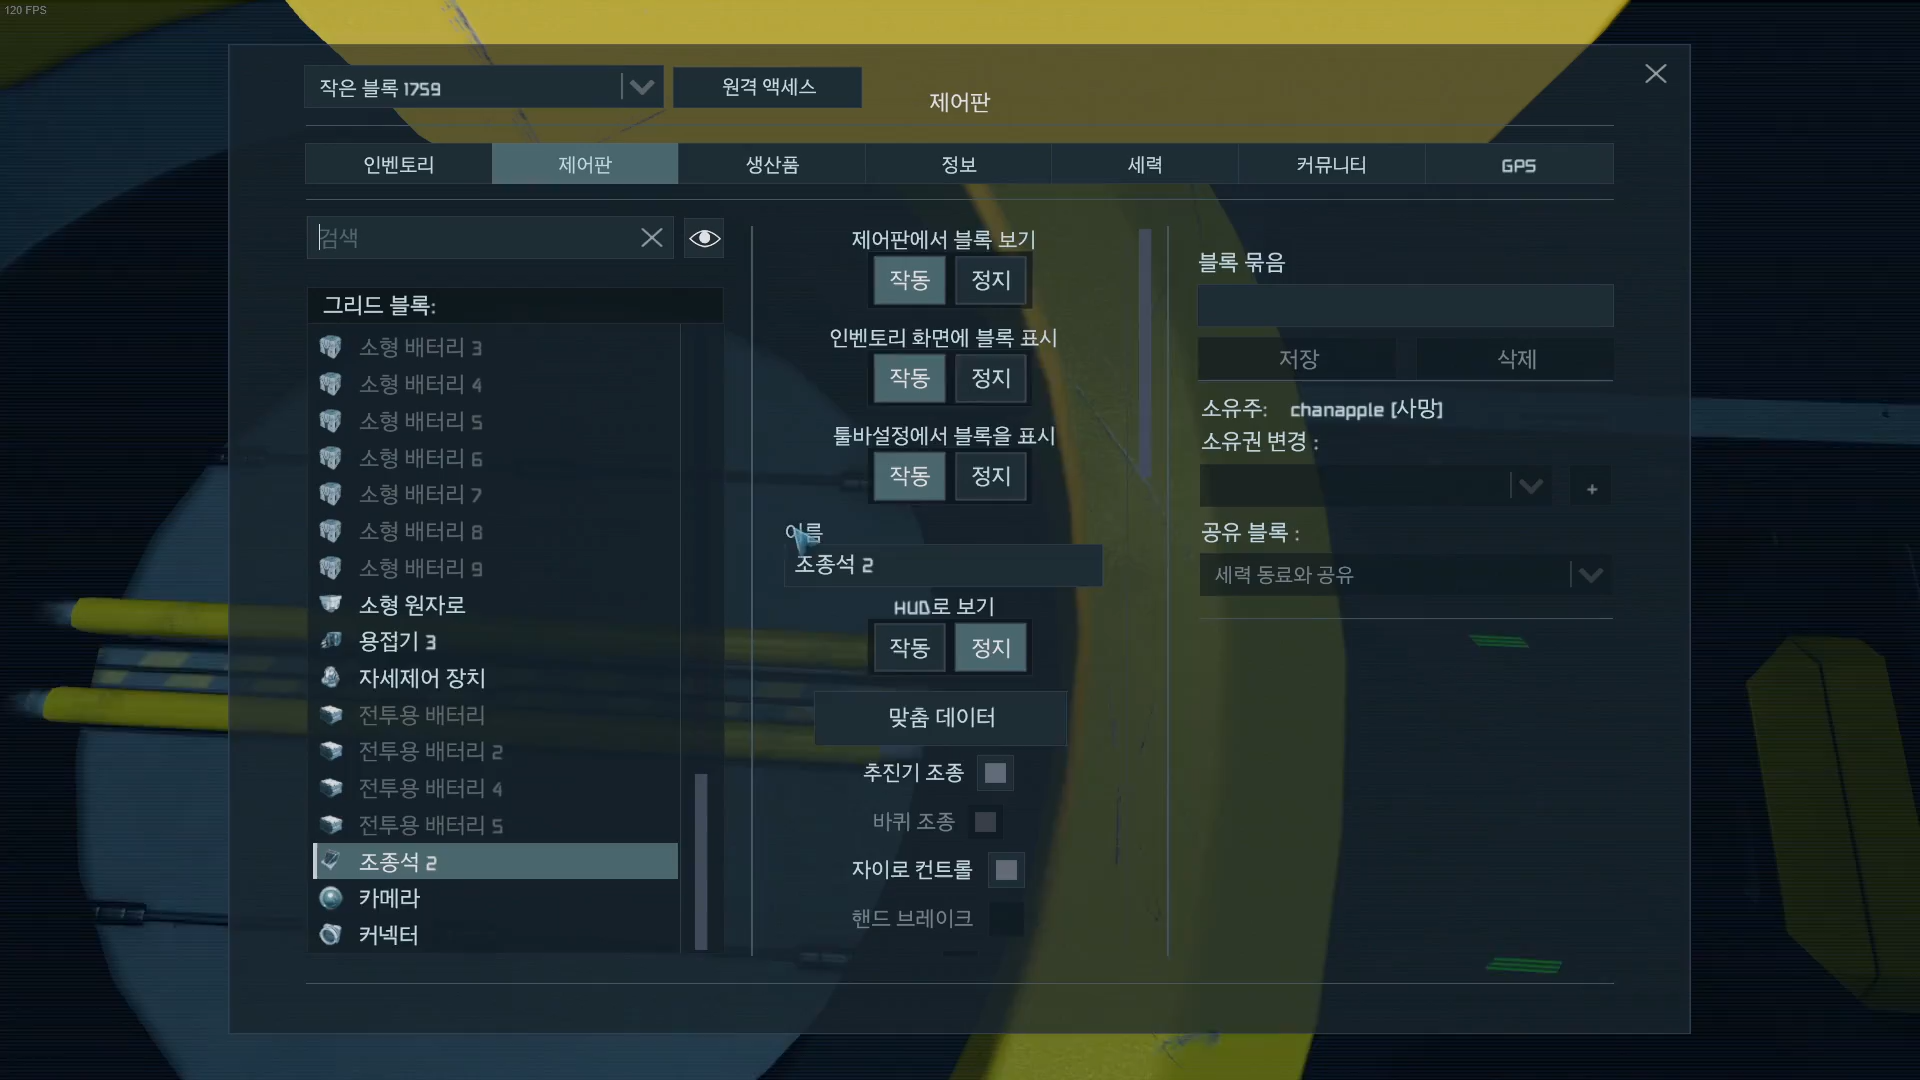 120 FPS
작은 블록 1759
원격 액세스
제어판
인벤토리
제어판
생산품
정보
세력
커뮤니티
GPS
검색
그리드 블록:
소형 배터리 3
소형 배터리 4
소형 배터리 5
소형 배터리 6
소형 배터리 7
소형 배터리 8
소형 배터리 9
소형 원자로
용접기 3
자세제어 장치
전투용 배터리
전투용 배터리 2
전투용 배터리 4
전투용 배터리 5
조종석 2
카메라
커넥터
제어판에서 블록 보기
작동 정지
인벤토리 화면에 블록 표시
작동 정지
툴바설정에서 블록을 표시
작동 정지
이름
조종석 2
HUD로 보기
작동 정지
맞춤 데이터
추진기 조종
바퀴 조종
자이로 컨트롤
핸드 브레이크
블록 묶음
저장 삭제
소유주: chanapple [사망]
소유권 변경 :
+
공유 블록 :
세력 동료와 공유